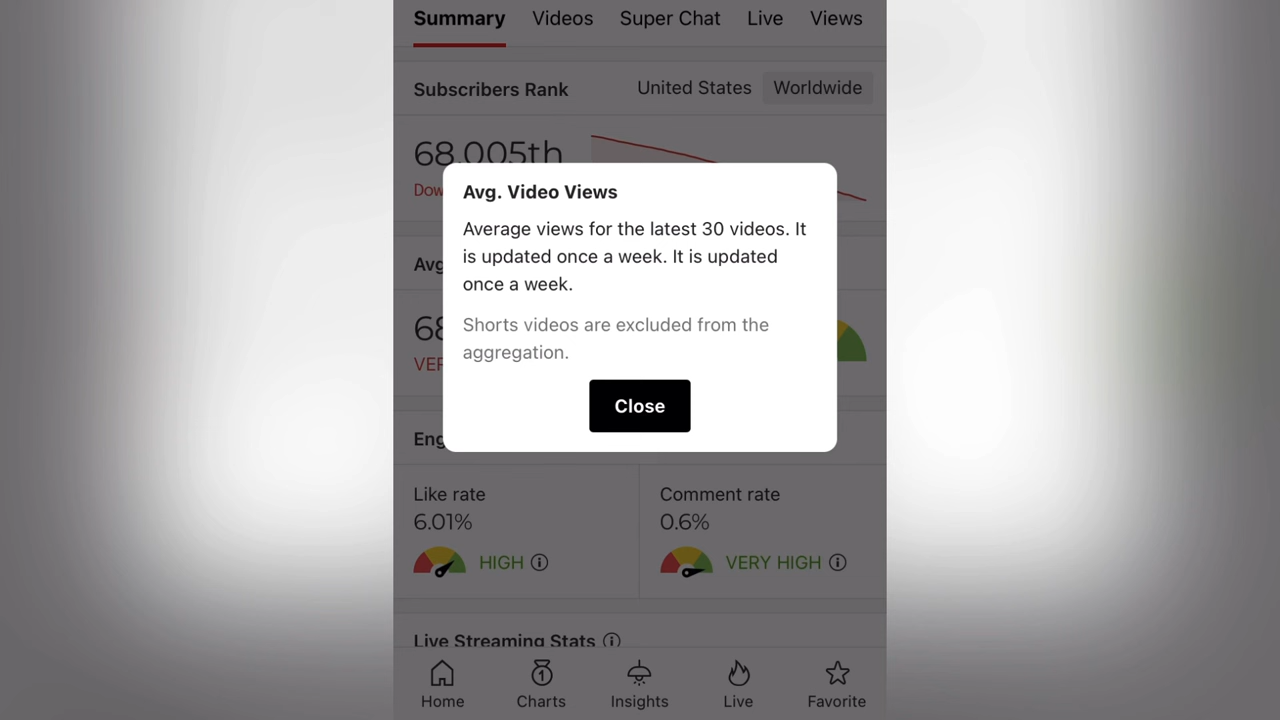 Summary Videos Super Chat Live Views
Subscribers Rank United States Worldwide
68,005th
Avg. Video Views
Average views for the latest 30 videos. It
is updated once a week. It is updated
once a week.
Shorts videos are excluded from the
aggregation.
Close
Like rate Comment rate
6.01% 0.6%
HIGH VERY HIGH
Live Streaming Stats
Home Charts Insights Live Favorite